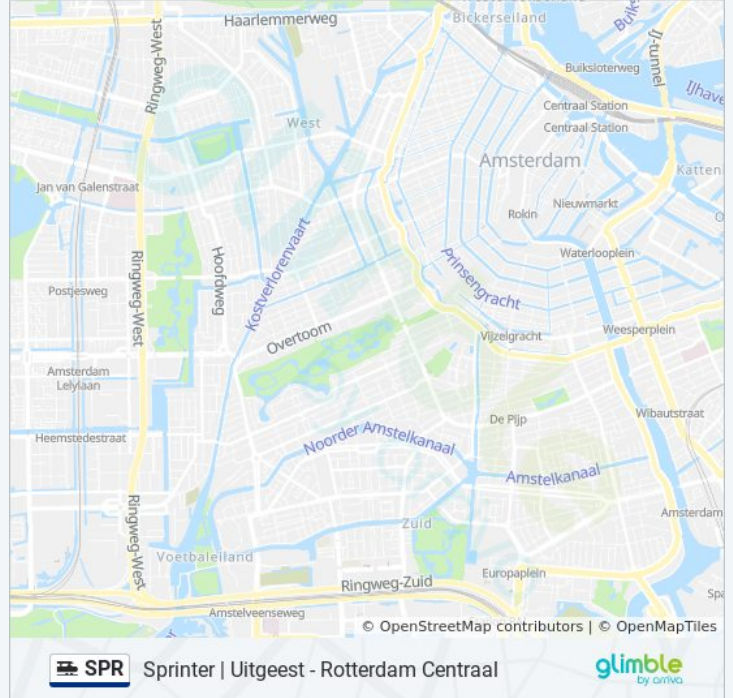 Haarlemmerweg
Bickerseiland
Buiks
IJ-tunnel
Ringweg-West
Buiksloterweg
IJhave
Centraal Station
West
Centraal Station
Amsterdam
Katten
Jan van Galenstraat
Nieuwmarkt
Rokin
O
Kostverlorenvaart
Waterlooplein
Hoofdweg
Prinsengracht
Ringweg-West
Postjesweg
Overtoom
Vijzelgracht
Weesperplein
Amsterdam
Lelylaan
De Pijp
Wibautstraat
Heemstedestraat
Noorder Amstelkanaal
Amstelkanaal
Ringweg-West
Amsterdam
Zuid
Voetbaleiland
Europaplein
Ringweg-Zuid
Spa
Amstelveenseweg
er
© OpenStreetMap contributors | © OpenMapTiles
SPR
Sprinter | Uitgeest - Rotterdam Centraal
glimble
by arriva